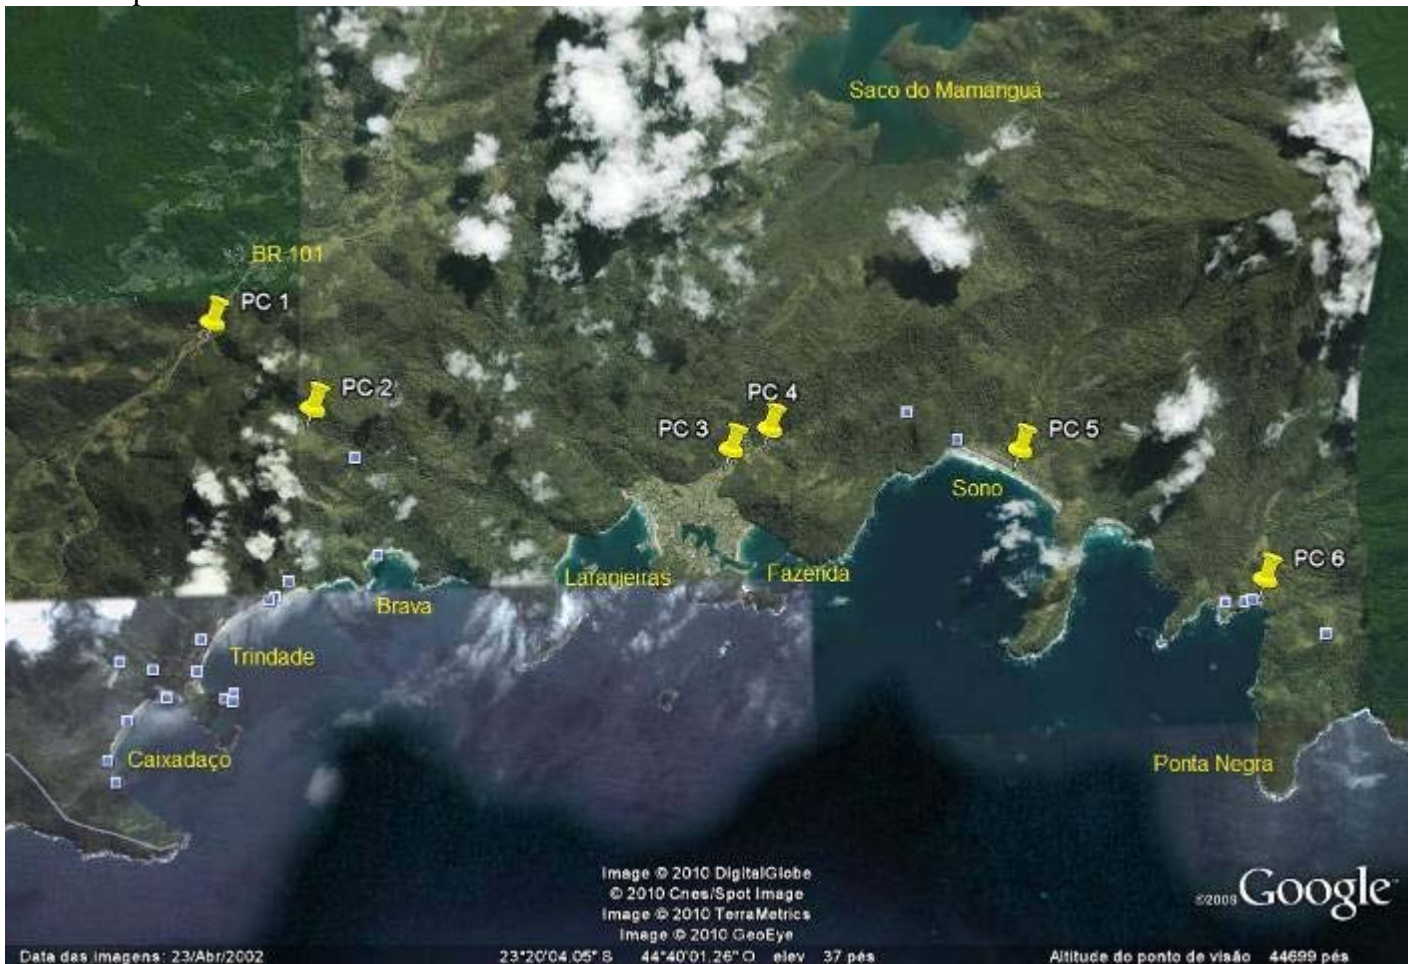 Saco do Mamanguá
BR 101
PC 1
PC 2
PC 4
PC 3
PC 5
Sono
PC 6
Laranjeiras
Fazenda
Brava
Trindade
Caixadaço
Ponta Negra
Image © 2010 DigitalGlobe
© 2010 Cnes/Spot Image
Image © 2010 TerraMetrics
Image © 2010 GeoEye
©2009 Google
Data das imagens: 23/Abr/2002 23°20'04.05" S 44°40'01.26" O elev 37 pés Altitude do ponto de visão 44699 pés